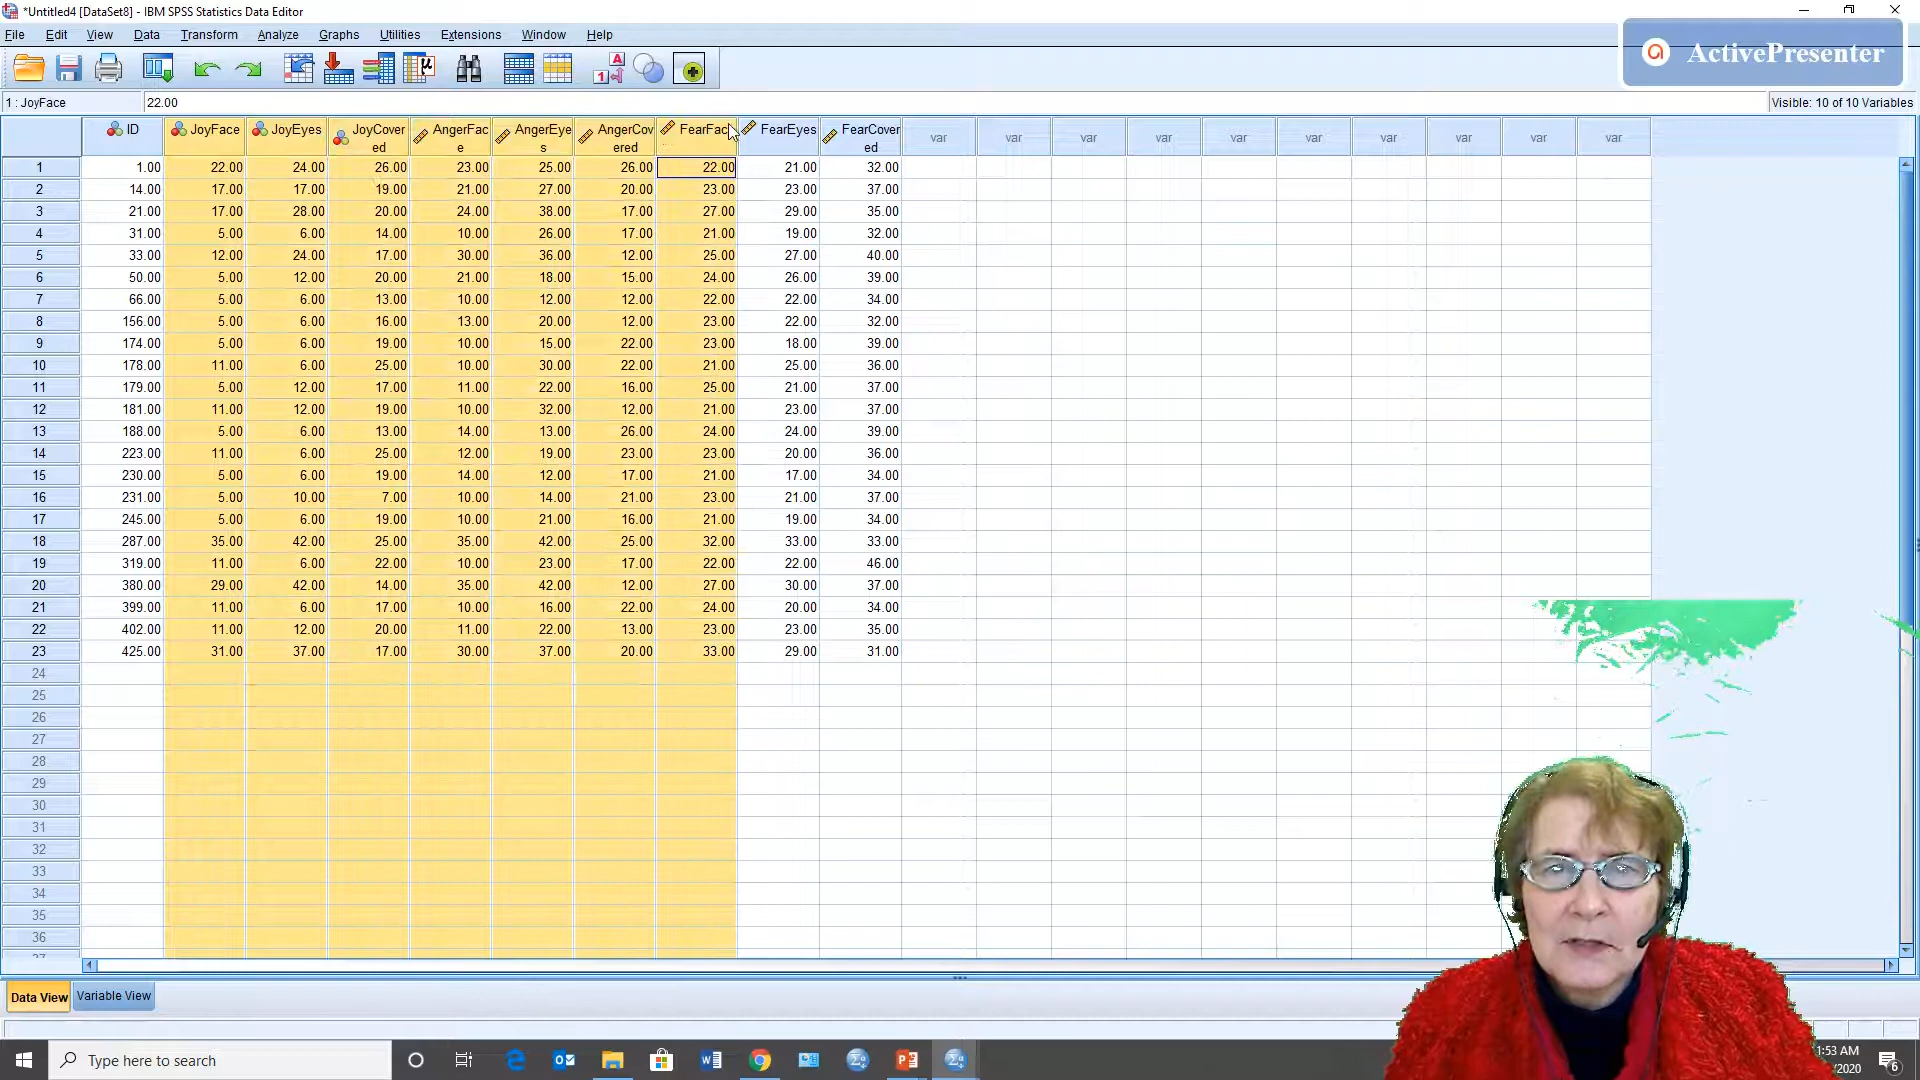 *Untitled4 [DataSet8] - IBM SPSS Statistics Data Editor
File Edit View Data Transform Analyze Graphs Utilities Extensions Window Help
ActivePresenter
1 : JoyFace 22.00 Visible: 10 of 10 Variables
ID JoyFace JoyEyes JoyCovered AngerFace AngerEyes AngerCovered FearFac FearEyes FearCovered var var var var var var var var var var
1 1.00 22.00 24.00 26.00 23.00 25.00 26.00 22.00 21.00 32.00
2 14.00 17.00 17.00 19.00 21.00 27.00 20.00 23.00 23.00 37.00
3 21.00 17.00 28.00 20.00 24.00 38.00 17.00 27.00 29.00 35.00
4 31.00 5.00 6.00 14.00 10.00 26.00 17.00 21.00 19.00 32.00
5 33.00 12.00 24.00 17.00 30.00 36.00 12.00 25.00 27.00 40.00
6 50.00 5.00 12.00 20.00 21.00 18.00 15.00 24.00 26.00 39.00
7 66.00 5.00 6.00 13.00 10.00 12.00 12.00 22.00 22.00 34.00
8 156.00 5.00 6.00 16.00 13.00 20.00 12.00 23.00 22.00 32.00
9 174.00 5.00 6.00 19.00 10.00 15.00 22.00 23.00 18.00 39.00
10 178.00 11.00 6.00 25.00 10.00 30.00 22.00 21.00 25.00 36.00
11 179.00 5.00 12.00 17.00 11.00 22.00 16.00 25.00 21.00 37.00
12 181.00 11.00 12.00 19.00 10.00 32.00 12.00 21.00 23.00 37.00
13 188.00 5.00 6.00 13.00 14.00 13.00 26.00 24.00 24.00 39.00
14 223.00 11.00 6.00 25.00 12.00 19.00 23.00 23.00 20.00 36.00
15 230.00 5.00 6.00 19.00 14.00 12.00 17.00 21.00 17.00 34.00
16 231.00 5.00 10.00 7.00 10.00 14.00 21.00 23.00 21.00 37.00
17 245.00 5.00 6.00 19.00 10.00 21.00 16.00 21.00 19.00 34.00
18 287.00 35.00 42.00 25.00 35.00 42.00 25.00 32.00 33.00 33.00
19 319.00 11.00 6.00 22.00 10.00 23.00 17.00 22.00 22.00 46.00
20 380.00 29.00 42.00 14.00 35.00 42.00 12.00 27.00 30.00 37.00
21 399.00 11.00 6.00 17.00 10.00 16.00 22.00 24.00 20.00 34.00
22 402.00 11.00 12.00 20.00 11.00 22.00 13.00 23.00 23.00 35.00
23 425.00 31.00 37.00 17.00 30.00 37.00 20.00 33.00 29.00 31.00
24
25
26
27
28
29
30
31
32
33
34
35
36
Data View Variable View
Type here to search
1:53 AM
/2020
6